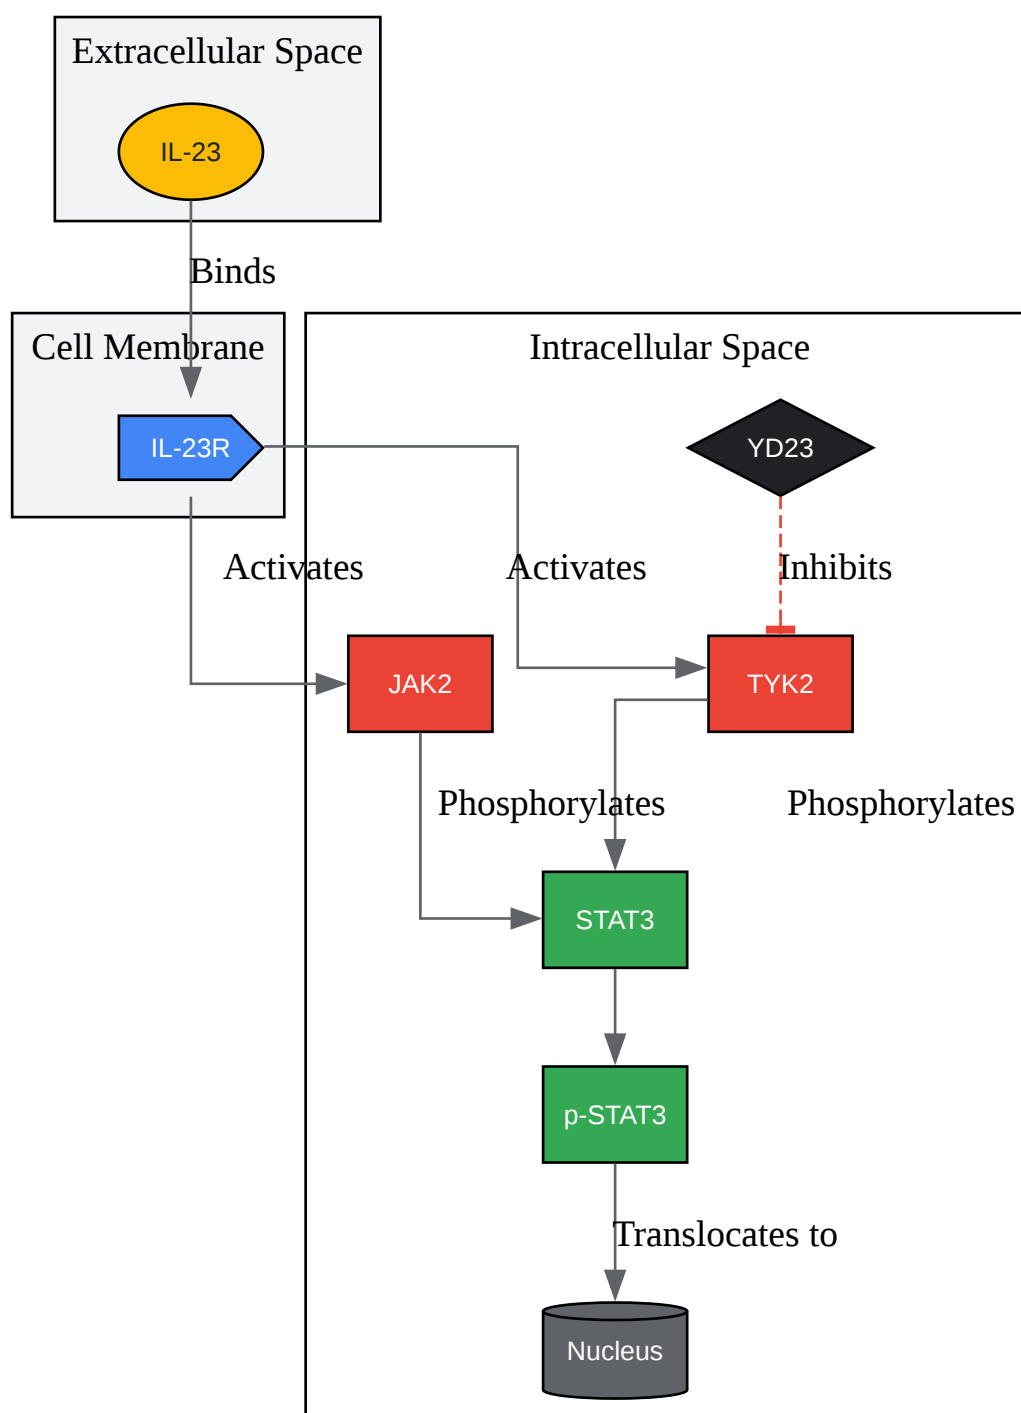 Extracellular Space
IL-23
Binds
Cell Membrane
Intracellular Space
IL-23R
YD23
Activates
Activates
Inhibits
JAK2
TYK2
Phosphorylates
Phosphorylates
STAT3
p-STAT3
Translocates to
Nucleus